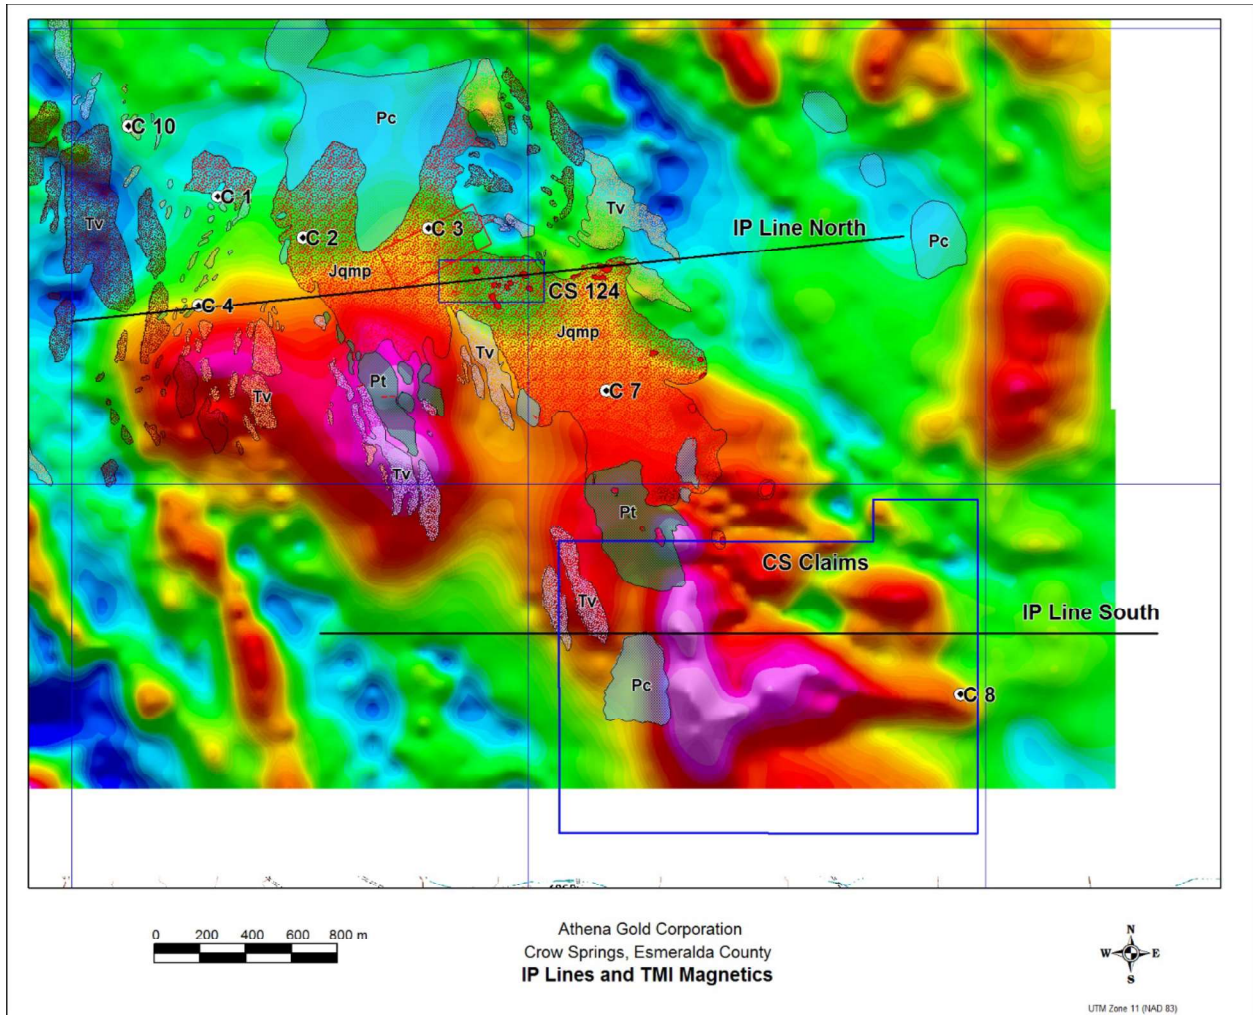 Pc
C 10
C 1
Tv
Tv
C 2
C 3
IP Line North
Pc
Jqmp
C 4
CS 124
Jqmp
Tv
Pt
Tv
C 7
Tv
Pt
CS Claims
Tv
IP Line South
Pc
C 8
0 200 400 600 800 m
Athena Gold Corporation
Crow Springs, Esmeralda County
IP Lines and TMI Magnetics
N
W E
S
UTM Zone 11 (NAD 83)